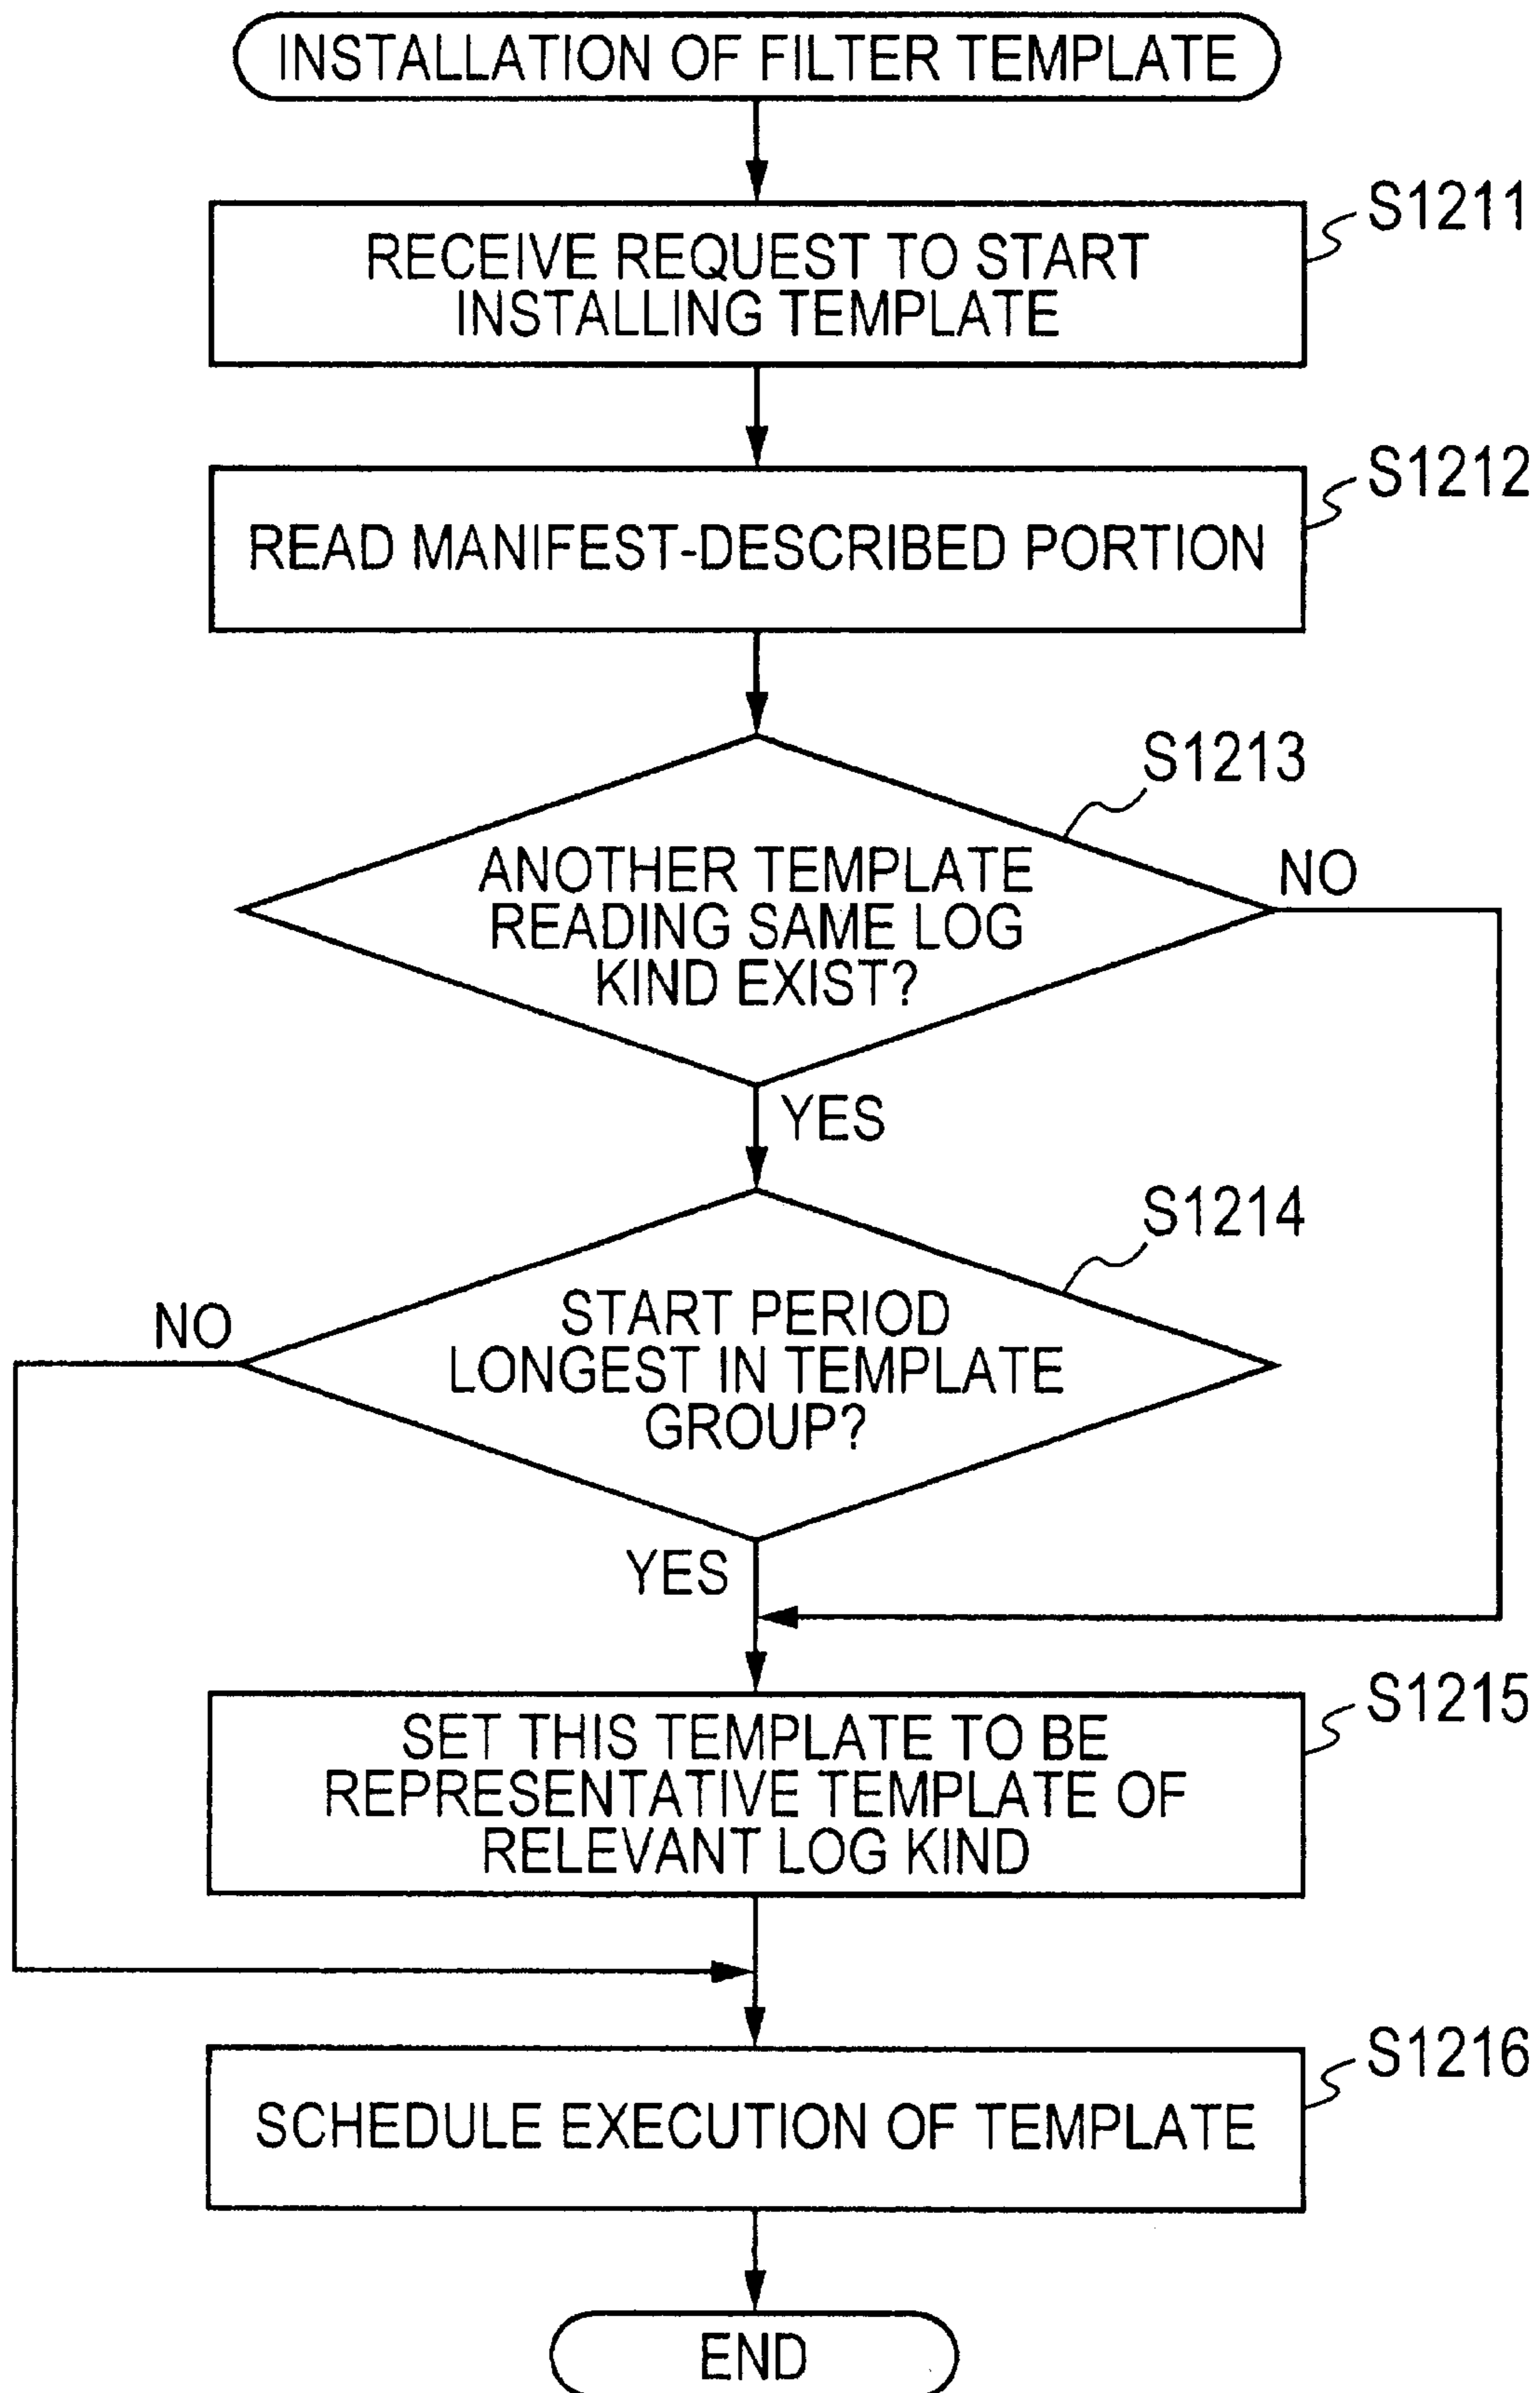 INSTALLATION OF FILTER TEMPLATE
S1211
RECEIVE REQUEST TO START
INSTALLING TEMPLATE
S1212
READ MANIFEST-DESCRIBED PORTION
S1213
ANOTHER TEMPLATE
READING SAME LOG
KIND EXIST?
NO
YES
S1214
START PERIOD
LONGEST IN TEMPLATE
GROUP?
NO
YES
S1215
SET THIS TEMPLATE TO BE
REPRESENTATIVE TEMPLATE OF
RELEVANT LOG KIND
S1216
SCHEDULE EXECUTION OF TEMPLATE
END